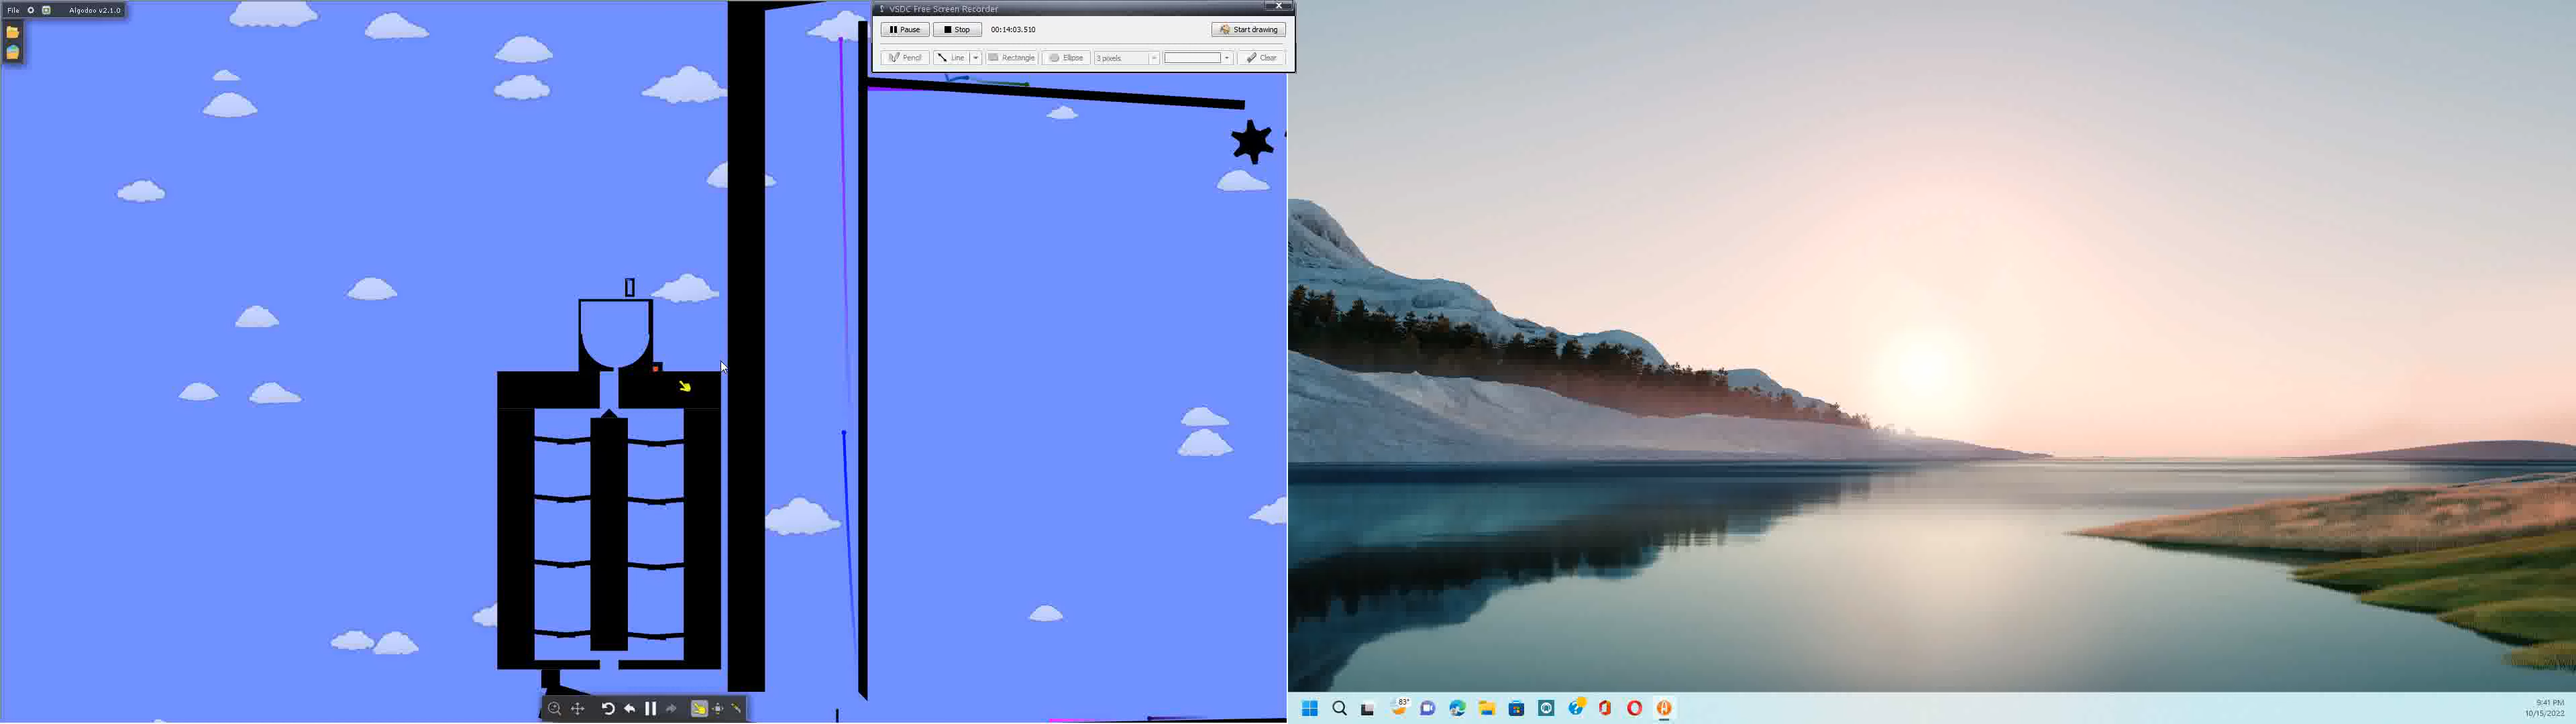 File Algodoo v2.1.0
VSDC Free Screen Recorder
Pause Stop 00:14:03.510 Start drawing
Pencil Line Rectangle Ellipse 3 pixels Clear
83°
9:41 PM
10/15/2022